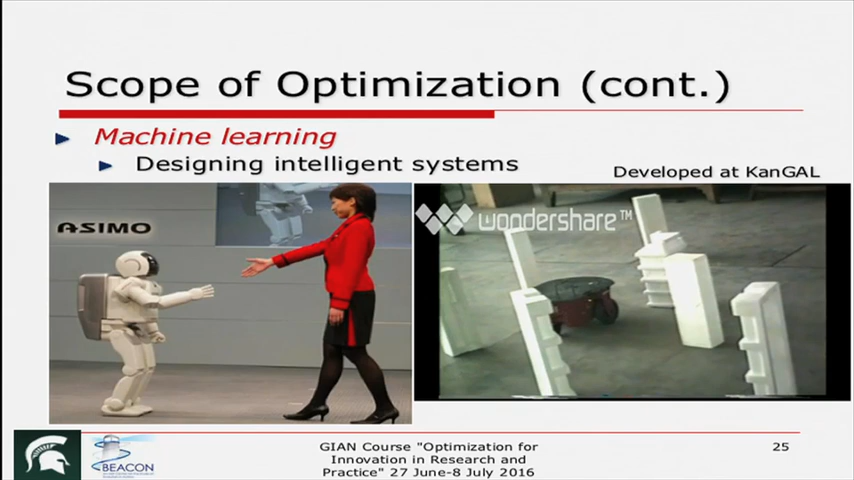 Scope of Optimization (cont.)
Machine learning
Designing intelligent systems
Developed at KanGAL
ASIMO
wondershare™
BEACON
GIAN Course "Optimization for
Innovation in Research and
Practice" 27 June-8 July 2016
25